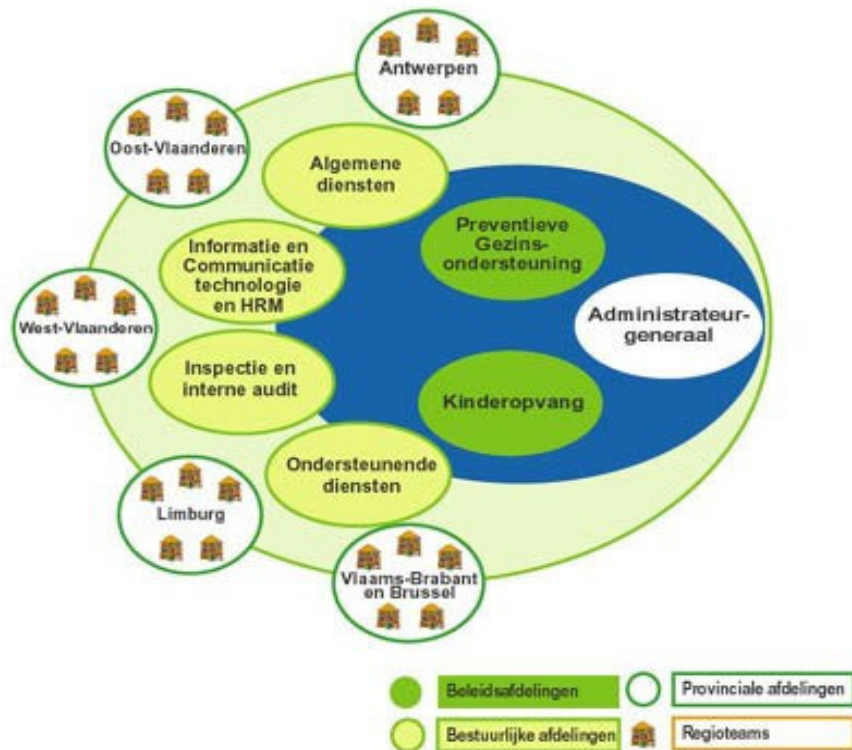 Antwerpen
Oost-Vlaanderen
Algemene
diensten
Preventieve
Gezins-
ondersteuning
Informatie en
Communicatie
technologie
en HRM
West-Vlaanderen
Administrateur-
generaal
Inspectie en
interne audit
Kinderopvang
Ondersteunende
diensten
Limburg
Vlaams-Brabant
en Brussel
Beleidsafdelingen
Provinciale afdelingen
Bestuurlijke afdelingen
Regioteams